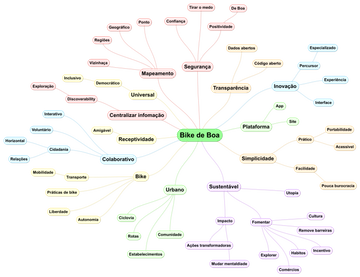 Tirar o medo
De Boa
Confiança
Positividade
Segurança
Ponto
Geográfico
Regiões
Vizinhaça
Mapeamento
Dados abertos
Código aberto
Transparência
Especializado
Percursor
Experiência
Interface
Inovação
Inclusivo
Democrático
Universal
Exploração
Discoverability
Centralizar infomação
App
Site
Plataforma
Interativo
Voluntário
Horizontal
Cidadania
Relações
Colaborativo
Amigável
Receptividade
Bike de Boa
Portabilidade
Prático
Acessível
Simplicidade
Facilidade
Pouca burocracia
Mobilidade
Transporte
Práticas de bike
Liberdade
Autonomia
Bike
Urbano
Ciclovia
Rotas
Comunidade
Estabelecimentos
Sustentável
Utopia
Impacto
Ações transformadoras
Mudar mentalidade
Fomentar
Cultura
Remove barreiras
Incentivo
Hábitos
Explorar
Comércios